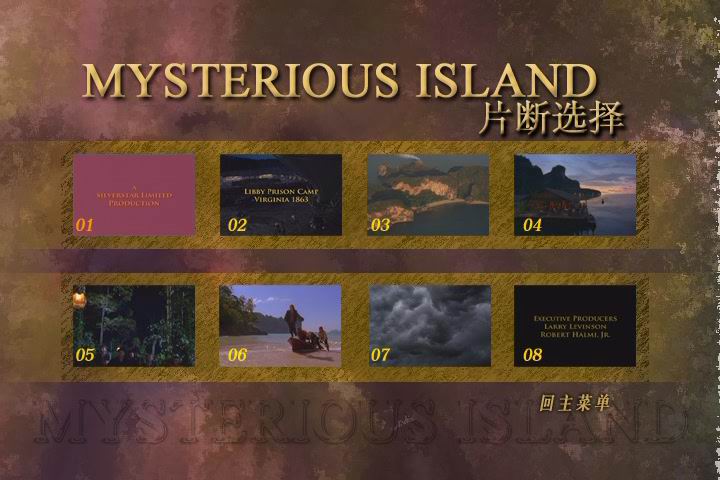 MYSTERIOUS ISLAND
片断选择
A
SILVERSTAR LIMITED
PRODUCTION
01
LIBBY PRISON CAMP
VIRGINIA 1863
02
03
04
05
06
07
EXECUTIVE PRODUCERS
LARRY LEVINSON
ROBERT HALMI, JR.
08
回主菜单
MYSTERIOUS ISLAND